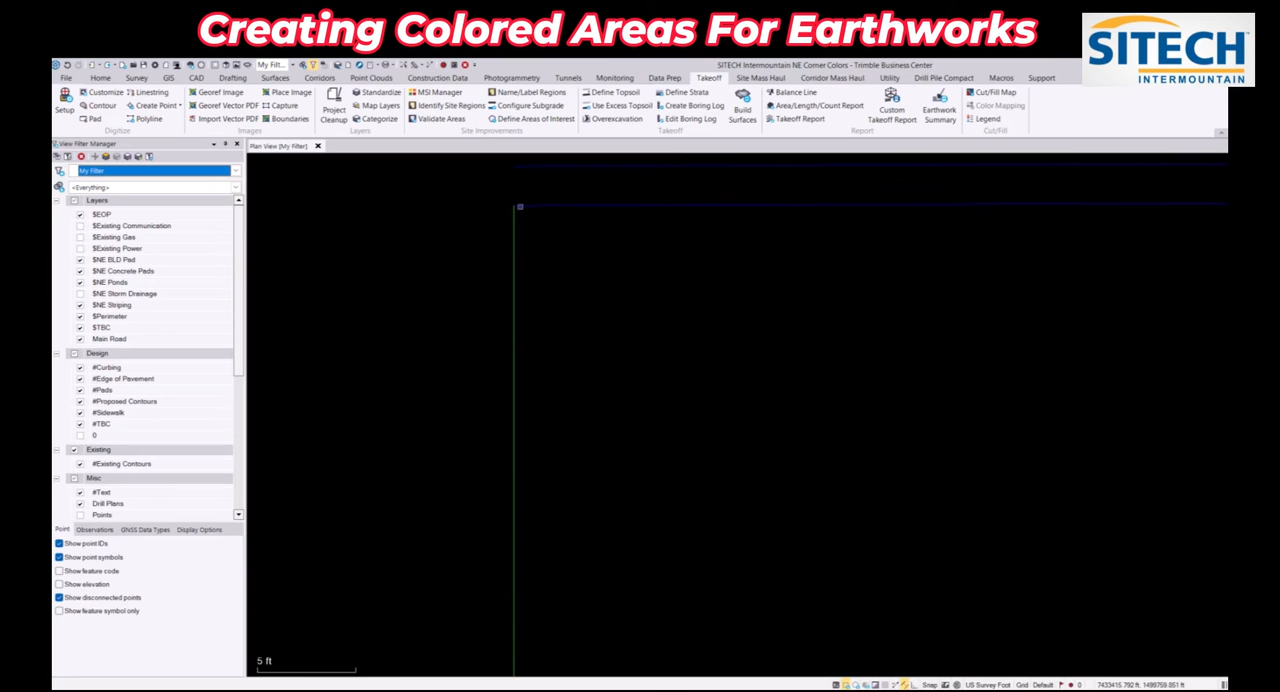 Creating Colored Areas For Earthworks
SITECH
INTERMOUNTAIN
My Filt...
SITECH Intermountain NE Corner Colors - Trimble Business Center
File Home Survey GIS CAD Drafting Surfaces Corridors Point Clouds Construction Data Photogrammetry Tunnels Monitoring Data Prep Takeoff Site Mass Haul Corridor Mass Haul Utility Drill Pile Compact Macros Support
Customize Linestring Georef Image Place Image Standardize MSI Manager Name/Label Regions Define Topsoil Define Strata Balance Line Cut/Fill Map
Contour Create Point Georef Vector PDF Capture Map Layers Identify Site Regions Configure Subgrade Use Excess Topsoil Create Boring Log Area/Length/Count Report Color Mapping
Setup Pad Polyline Import Vector PDF Boundaries Project Cleanup Categorize Validate Areas Define Areas of Interest Overexcavation Edit Boring Log Build Surfaces Takeoff Report Custom Takeoff Report Earthwork Summary Legend
Digitize Images Layers Site Improvements Takeoff Report Cut/Fill
View Filter Manager
Plan View [My Filter]
My Filter
<Everything>
Layers
$EOP
$Existing Communication
$Existing Gas
$Existing Power
$NE BLD Pad
$NE Concrete Pads
$NE Ponds
$NE Storm Drainage
$NE Striping
$Perimeter
$TBC
Main Road
Design
#Curbing
#Edge of Pavement
#Pads
#Proposed Contours
#Sidewalk
#TBC
0
Existing
#Existing Contours
Misc
#Text
Drill Plans
Points
Point Observations GNSS Data Types Display Options
Show point IDs
Show point symbols
Show feature code
Show elevation
Show disconnected points
Show feature symbol only
5 ft
Snap US Survey Foot Grid Default 0 7433415.792 ft, 1499759.851 ft